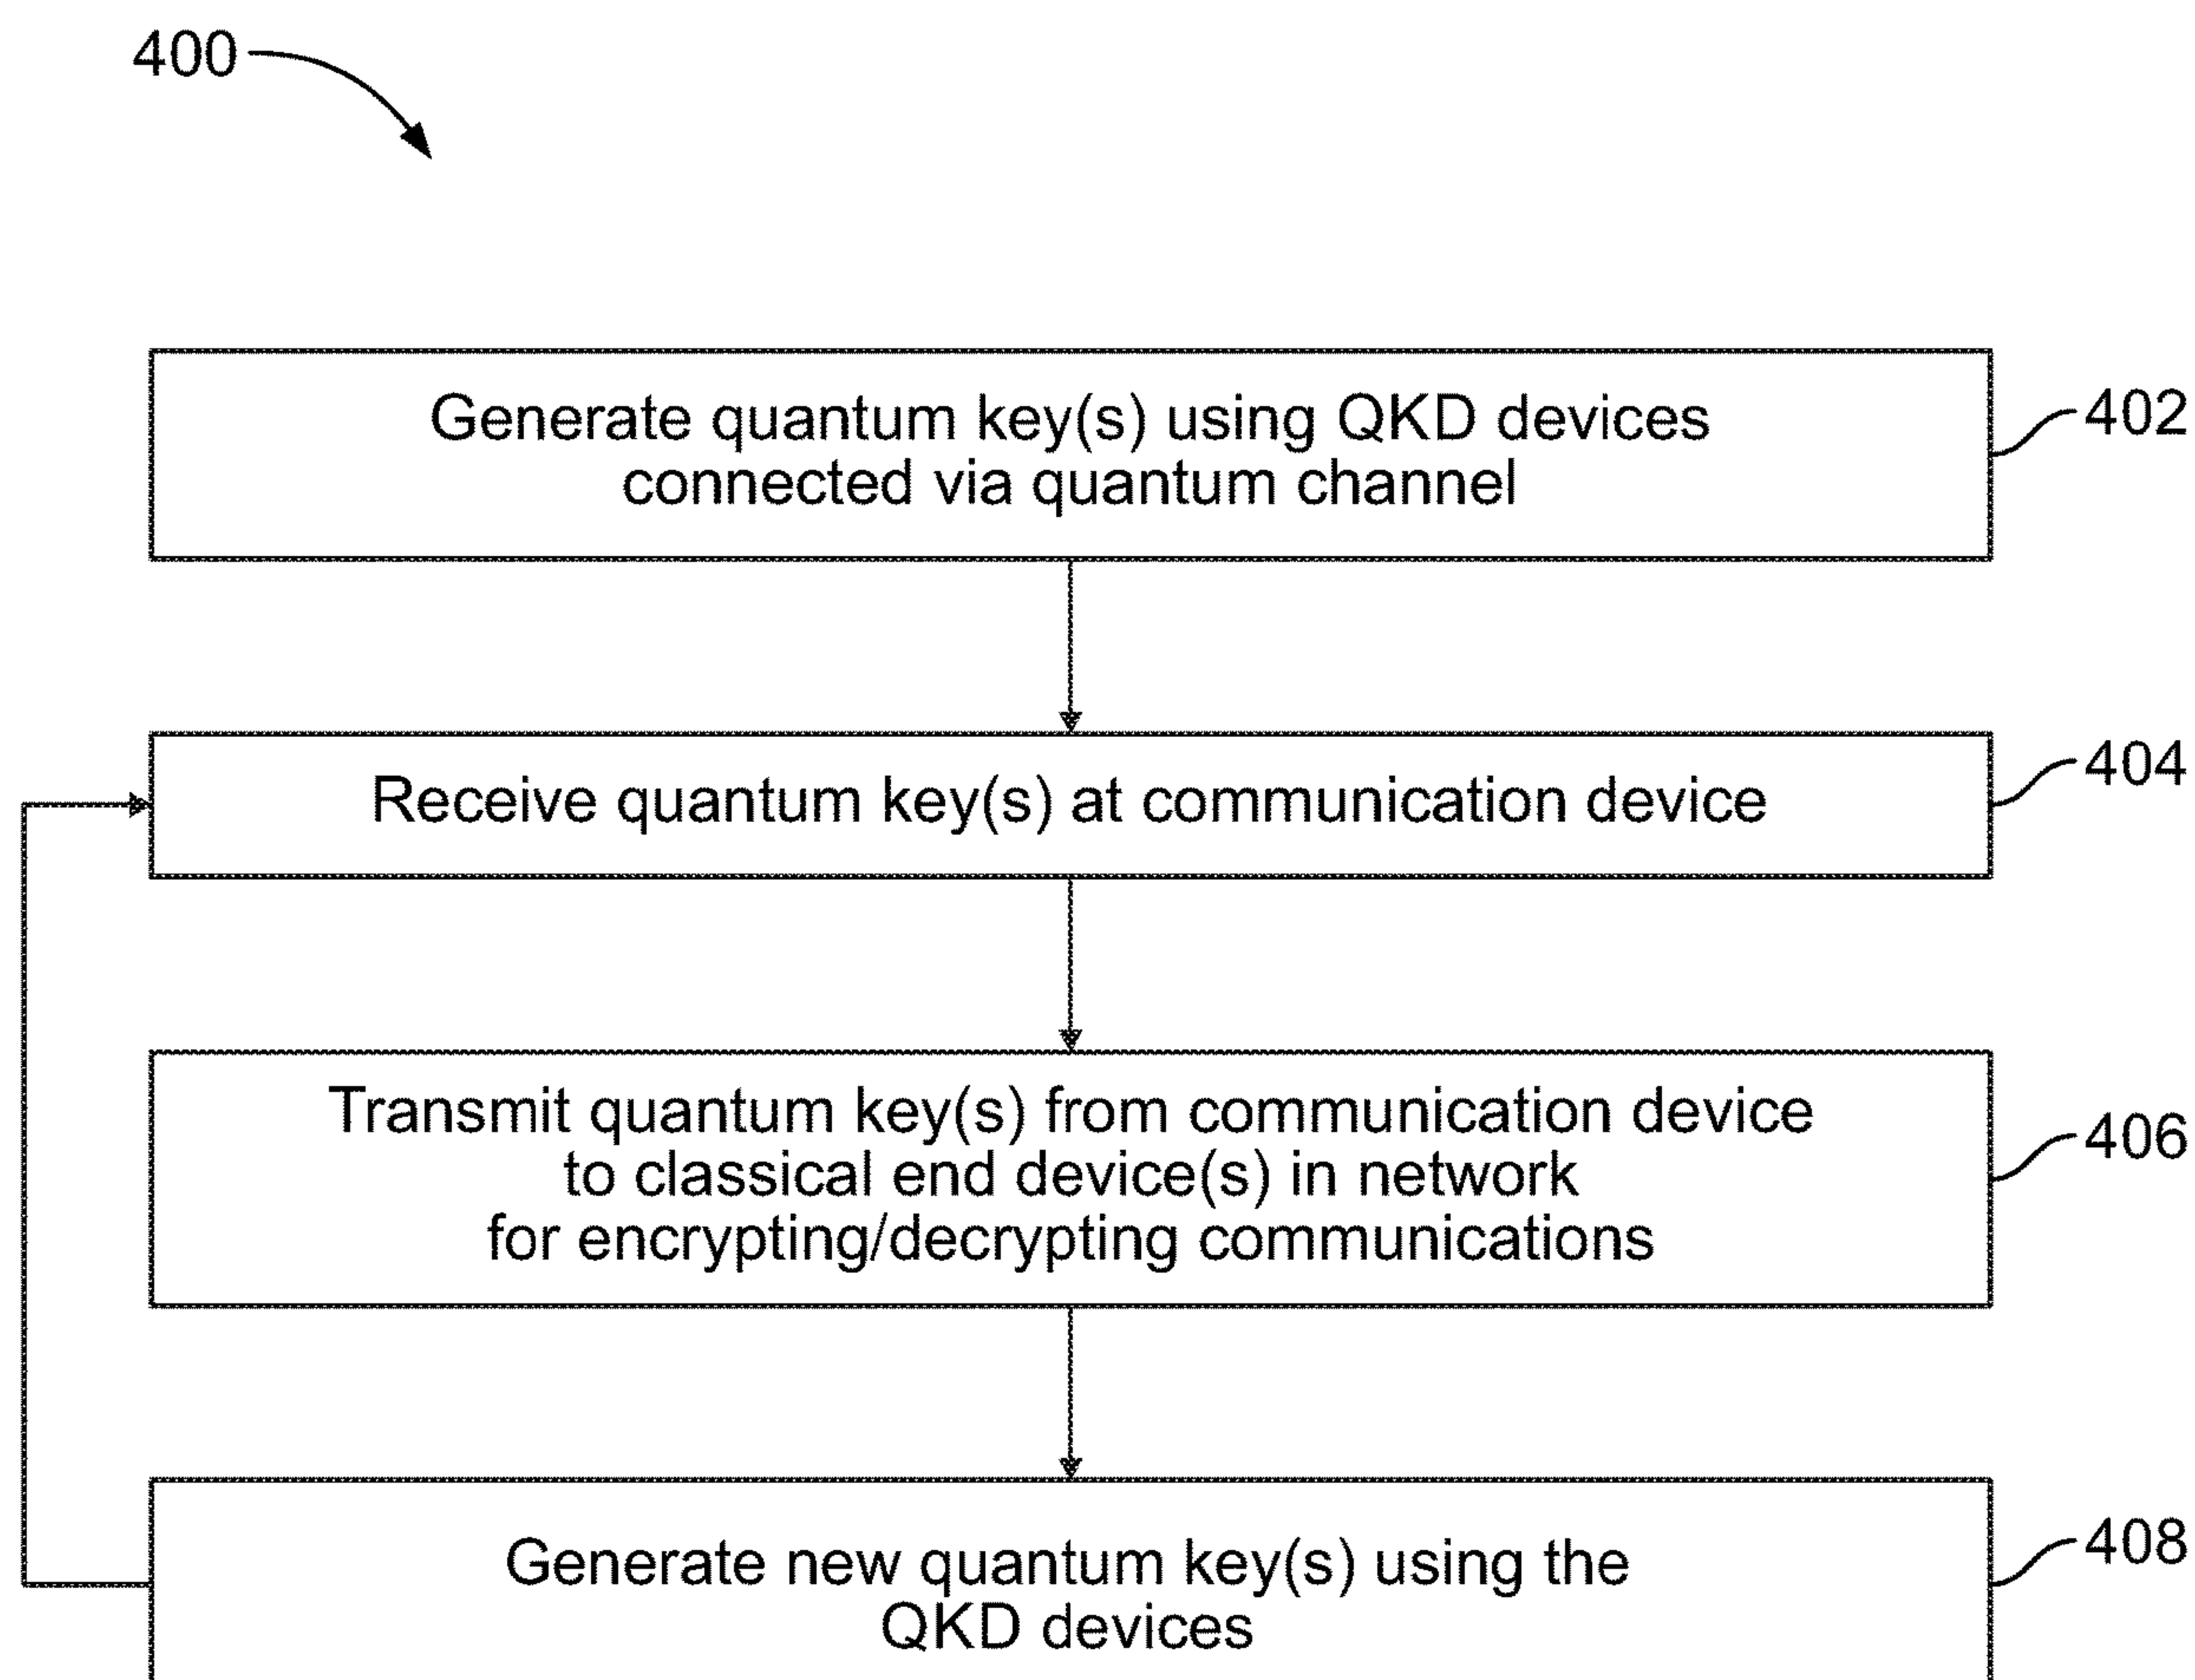 400
Generate quantum key(s) using QKD devices
connected via quantum channel
402
Receive quantum key(s) at communication device
404
Transmit quantum key(s) from communication device
to classical end device(s) in network
for encrypting/decrypting communications
406
Generate new quantum key(s) using the
QKD devices
408